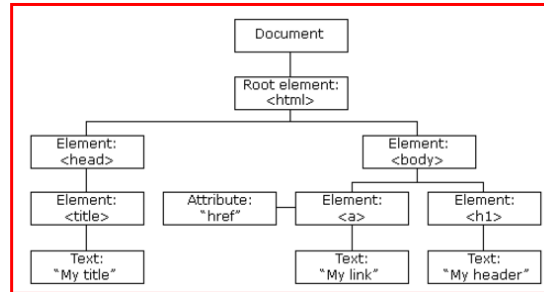 Document
Root element:
<html>
Element:
<head>
Element:
<body>
Element:
<title>
Attribute:
"href"
Element:
<a>
Element:
<h1>
Text:
"My title"
Text:
"My link"
Text:
"My header"